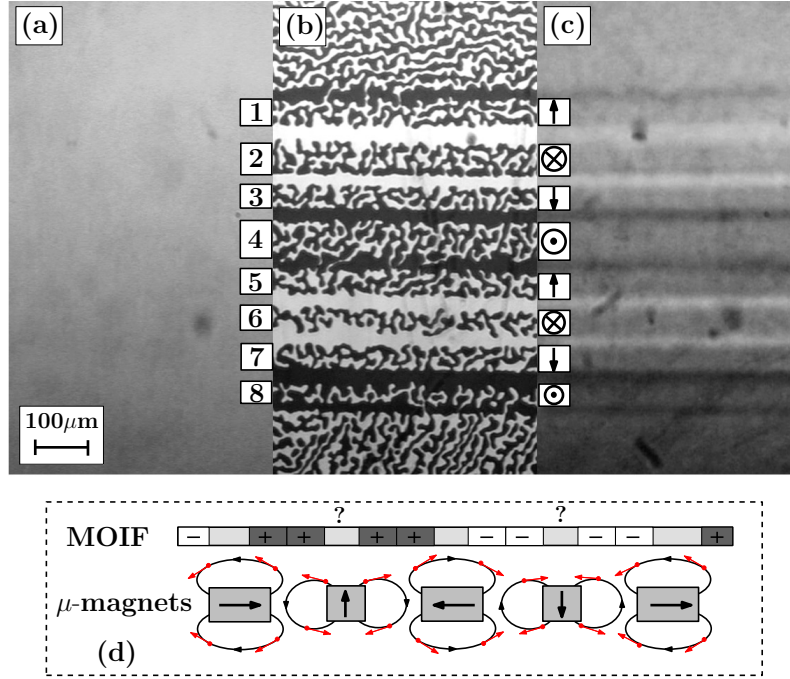 (a)
(b)
(c)
1
2
3
4
5
6
7
8
100μm
? ?
MOIF
− + + + + − − − − +
μ-magnets
(d)